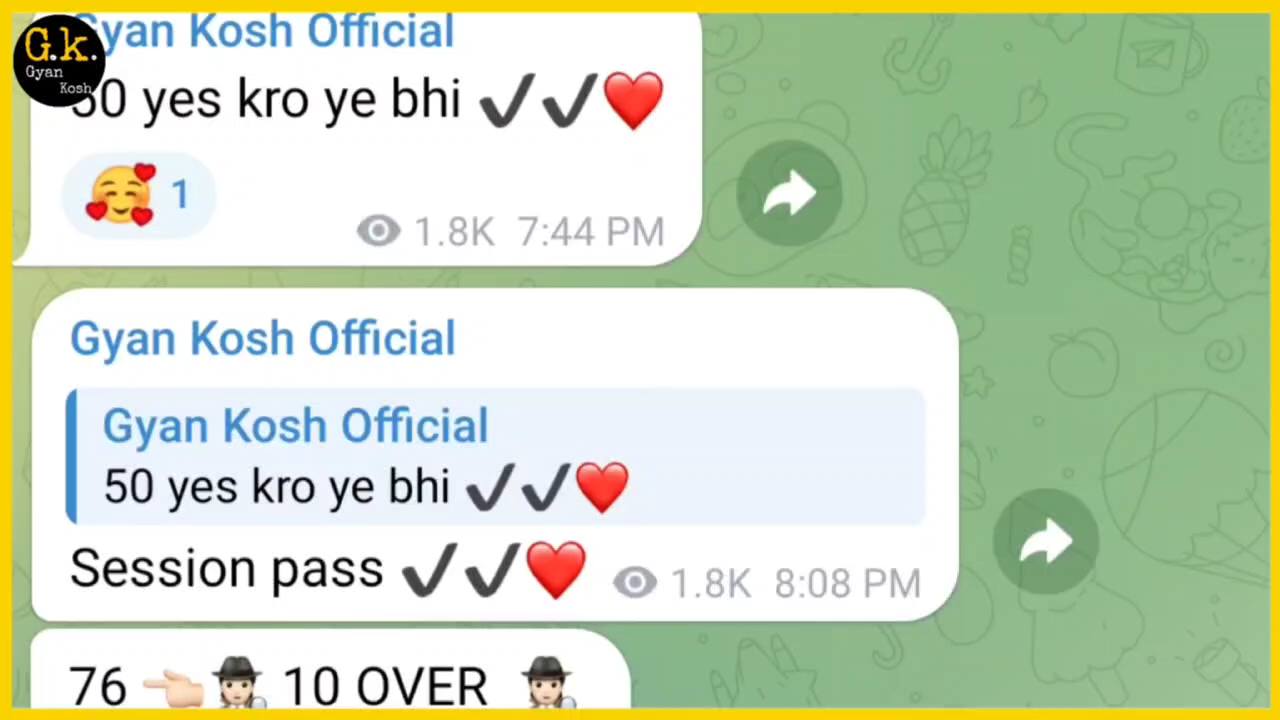 G.k.
Gyan
Kosh
Gyan Kosh Official
50 yes kro ye bhi ✔✔❤️
🥰 1
1.8K 7:44 PM
Gyan Kosh Official
Gyan Kosh Official
50 yes kro ye bhi ✔✔❤️
Session pass ✔✔❤️ 1.8K 8:08 PM
76 👈🏻🕵🏻‍♀️ 10 OVER 🕵🏻‍♀️